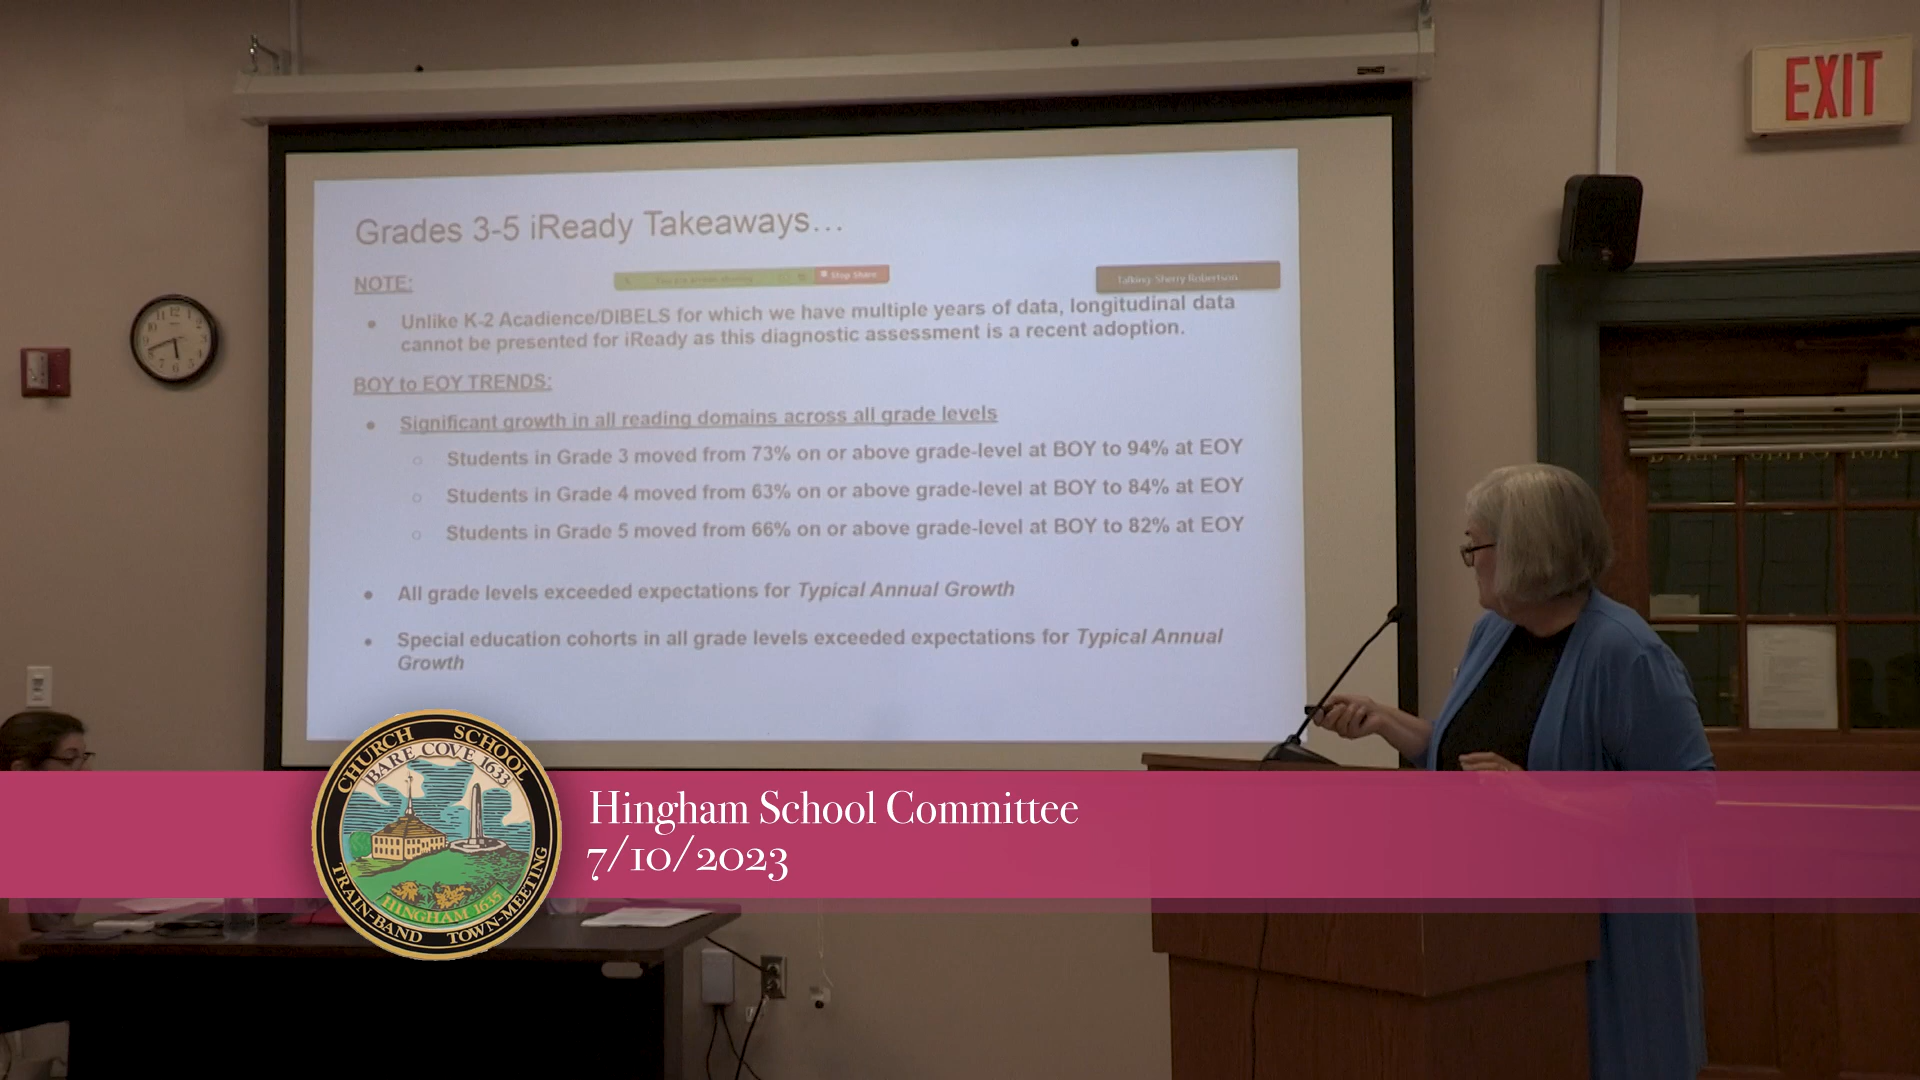 EXIT
Grades 3-5 iReady Takeaways...
NOTE:
Stop Share
Talking: Sherry Robertson
Unlike K-2 Acadience/DIBELS for which we have multiple years of data, longitudinal data
cannot be presented for iReady as this diagnostic assessment is a recent adoption.
BOY to EOY TRENDS:
Significant growth in all reading domains across all grade levels
Students in Grade 3 moved from 73% on or above grade-level at BOY to 94% at EOY
Students in Grade 4 moved from 63% on or above grade-level at BOY to 84% at EOY
Students in Grade 5 moved from 66% on or above grade-level at BOY to 82% at EOY
All grade levels exceeded expectations for Typical Annual Growth
Special education cohorts in all grade levels exceeded expectations for Typical Annual
Growth
CHURCH SCHOOL
BARE COVE 1633
HINGHAM 1635
TRAIN-BAND TOWN-MEETING
Hingham School Committee
7/10/2023